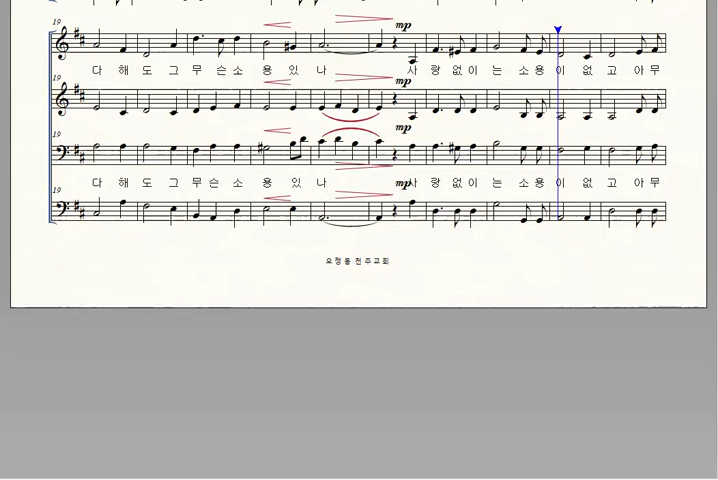 19
mp
다 해 도 그 무 슨 소 용 있 나 사 랑 없 이 는 소 용 이 없 고 아 무
19
mp
19
mp
다 해 도 그 무 슨 소 용 있 나 사 랑 없 이 는 소 용 이 없 고 아 무
19
mp
요 정 동 천 주 교 회